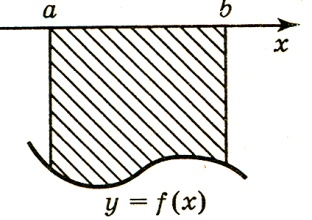 a b
x
y = f(x)